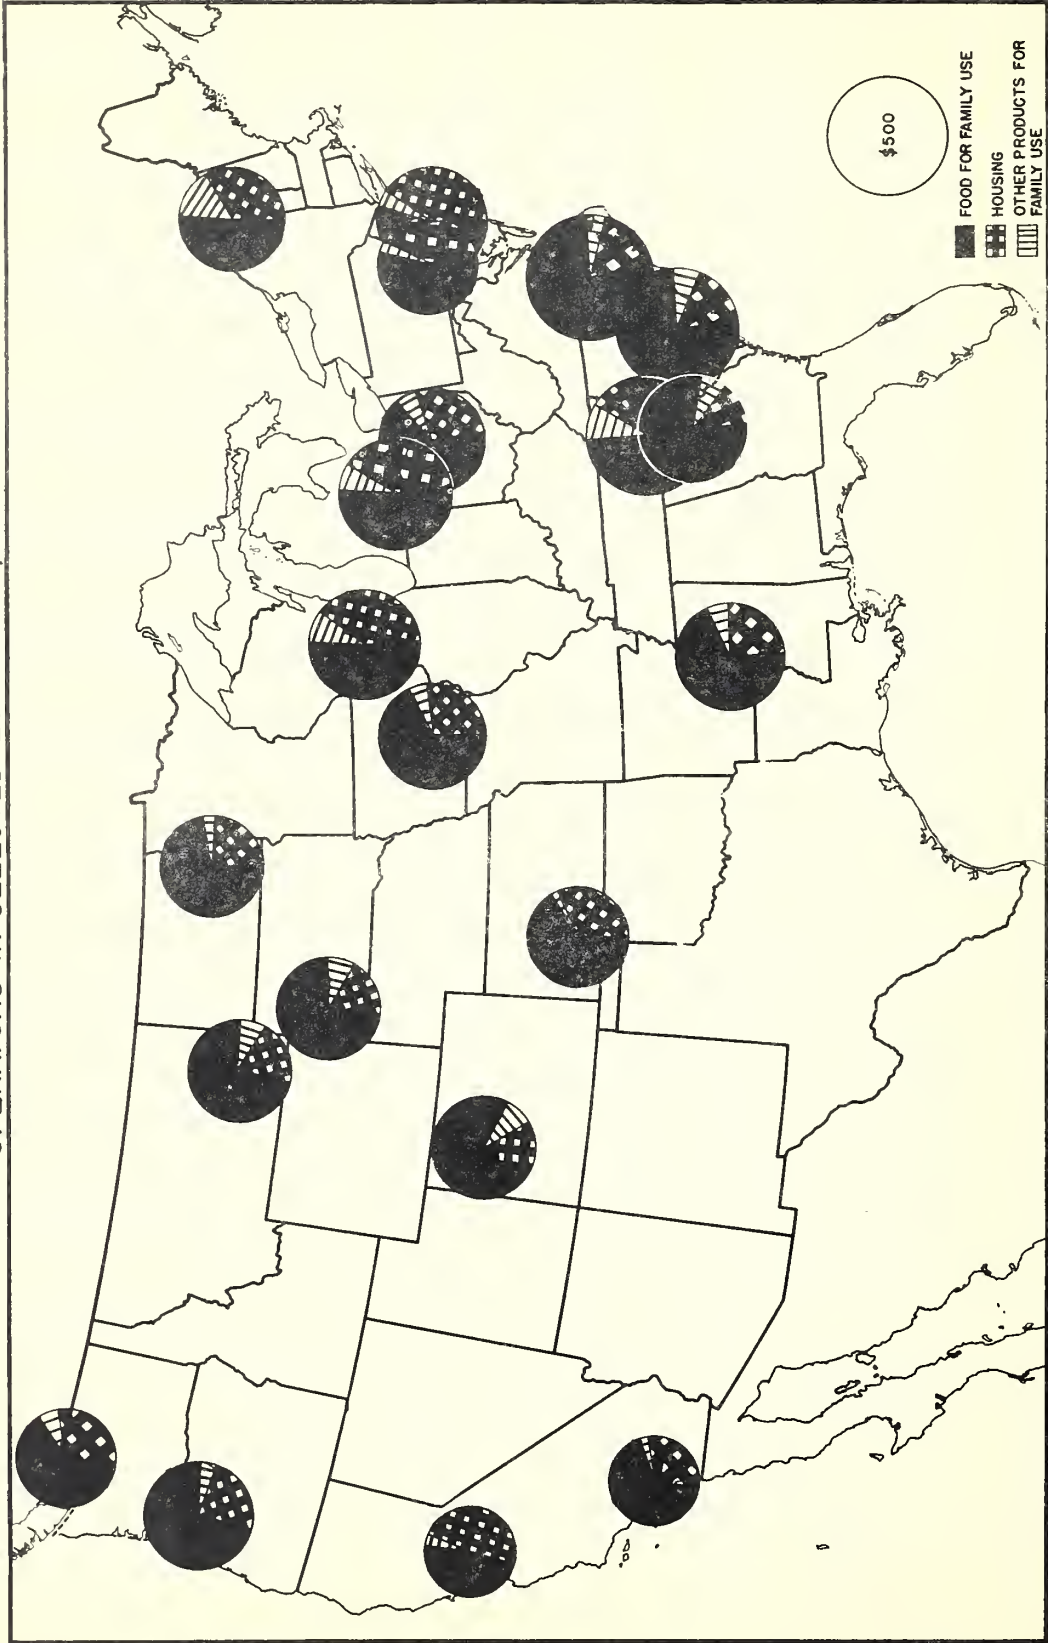 $500
FOOD FOR FAMILY USE
HOUSING
OTHER PRODUCTS FOR
FAMILY USE